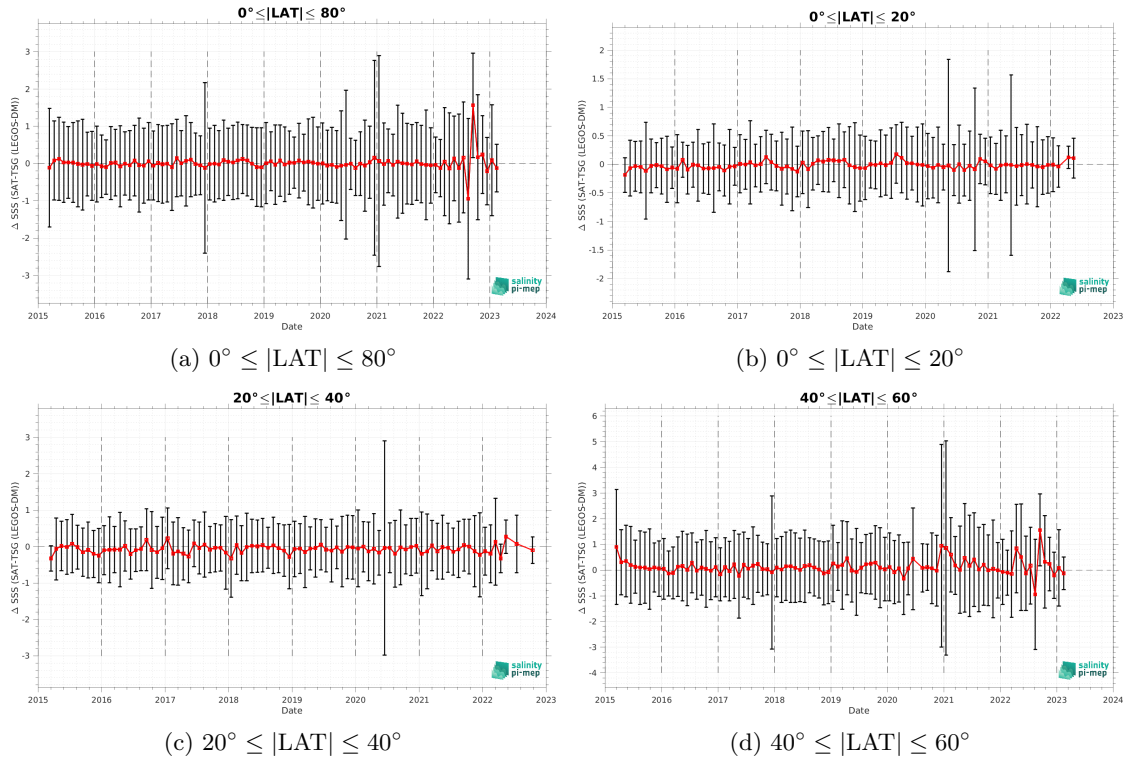 0°≤|LAT|≤ 80°
Δ SSS (SAT-TSG (LEGOS-DM))
3
2
1
0
-1
-2
-3
2015 2016 2017 2018 2019 2020 2021 2022 2023 2024
Date
salinity
pi-mep
(a) 0° ≤ |LAT| ≤ 80°
0°≤|LAT|≤ 20°
Δ SSS (SAT-TSG (LEGOS-DM))
2
1.5
1
0.5
0
-0.5
-1
-1.5
-2
2015 2016 2017 2018 2019 2020 2021 2022 2023
Date
salinity
pi-mep
(b) 0° ≤ |LAT| ≤ 20°
20°≤|LAT|≤ 40°
Δ SSS (SAT-TSG (LEGOS-DM))
3
2
1
0
-1
-2
-3
2015 2016 2017 2018 2019 2020 2021 2022 2023
Date
salinity
pi-mep
(c) 20° ≤ |LAT| ≤ 40°
40°≤|LAT|≤ 60°
Δ SSS (SAT-TSG (LEGOS-DM))
6
5
4
3
2
1
0
-1
-2
-3
-4
2015 2016 2017 2018 2019 2020 2021 2022 2023 2024
Date
salinity
pi-mep
(d) 40° ≤ |LAT| ≤ 60°